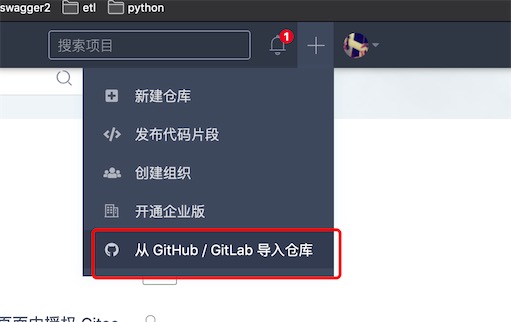 swagger2 etl python
搜索项目 1
新建仓库
发布代码片段
创建组织
开通企业版
从 GitHub / GitLab 导入仓库